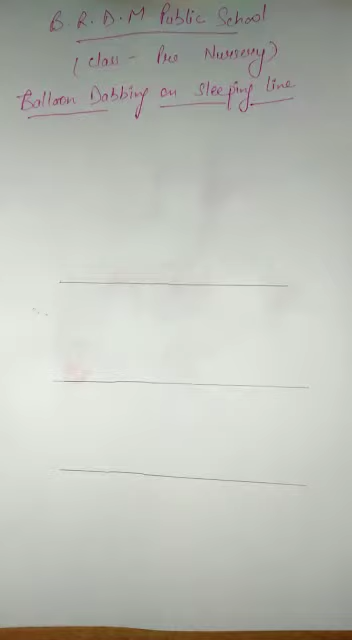 B.R.D.M Public School
(Class - Pre Nursery)
Balloon Dabbing on Sleeping line